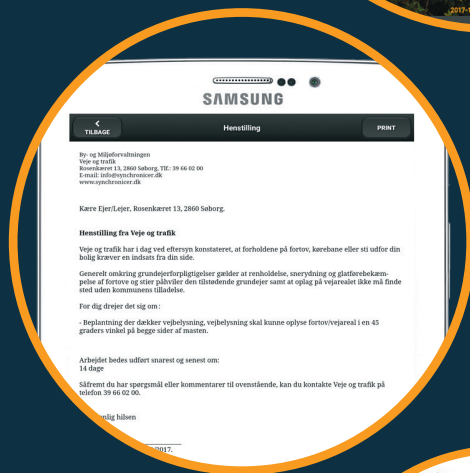 2017-1
SAMSUNG
TILBAGE
Henstilling
PRINT
By- og Miljøforvaltningen
Veje og trafik
Rosenkæret 13, 2860 Søborg, Tlf.: 39 66 02 00
E-mail: info@synchronicer.dk
www.synchronicer.dk
Kære Ejer/Lejer, Rosenkæret 13, 2860 Søborg.
Henstilling fra Veje og trafik
Veje og trafik har i dag ved eftersyn konstateret, at forholdene på fortov, kørebane eller sti udfor din
bolig kræver en indsats fra din side.
Generelt omkring grundejerforpligtigelser gælder at renholdelse, snerydning og glatførebekæm-
pelse af fortove og stier påhviler den tilstødende grundejer samt at oplag på vejarealet ikke må finde
sted uden kommunens tilladelse.
For dig drejer det sig om:
- Beplantning der dækker vejbelysning, vejbelysning skal kunne oplyse fortov/vejareal i en 45
graders vinkel på begge sider af masten.
Arbejdet bedes udført snarest og senest om:
14 dage
Såfremt du har spørgsmål eller kommentarer til ovenstående, kan du kontakte Veje og trafik på
telefon 39 66 02 00.
enlig hilsen
2017.